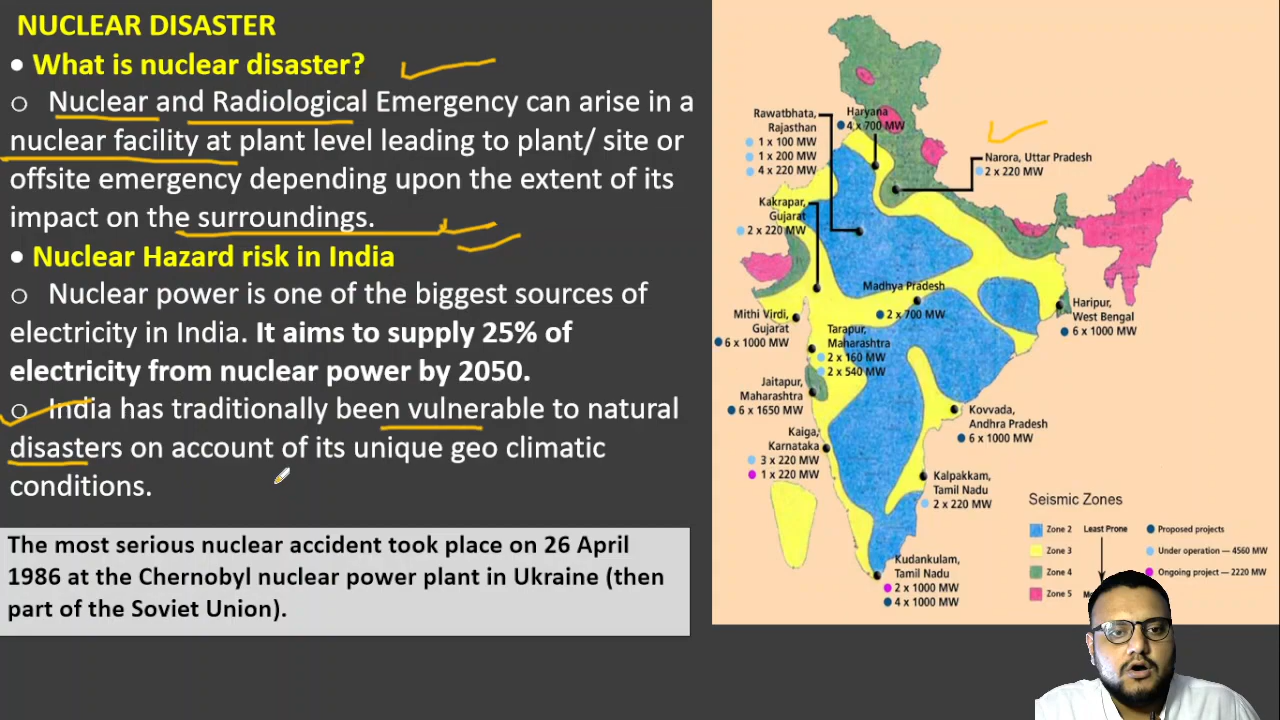 NUCLEAR DISASTER
• What is nuclear disaster?
o Nuclear and Radiological Emergency can arise in a
nuclear facility at plant level leading to plant/ site or
offsite emergency depending upon the extent of its
impact on the surroundings.
• Nuclear Hazard risk in India
o Nuclear power is one of the biggest sources of
electricity in India. It aims to supply 25% of
electricity from nuclear power by 2050.
o India has traditionally been vulnerable to natural
disasters on account of its unique geo climatic
conditions.
The most serious nuclear accident took place on 26 April
1986 at the Chernobyl nuclear power plant in Ukraine (then
part of the Soviet Union).
Rawatbhata,
Rajasthan
1 x 100 MW
1 x 200 MW
4 x 220 MW
Haryana
4 x 700 MW
Narora, Uttar Pradesh
2 x 220 MW
Kakrapar,
Gujarat
2 x 220 MW
Madhya Pradesh
2 x 700 MW
Haripur,
West Bengal
6 x 1000 MW
Mithi Virdi,
Gujarat
6 x 1000 MW
Tarapur,
Maharashtra
2 x 160 MW
2 x 540 MW
Jaitapur,
Maharashtra
6 x 1650 MW
Kovvada,
Andhra Pradesh
6 x 1000 MW
Kaiga,
Karnataka
3 x 220 MW
1 x 220 MW
Kalpakkam,
Tamil Nadu
2 x 220 MW
Kudankulam,
Tamil Nadu
2 x 1000 MW
4 x 1000 MW
Seismic Zones
Zone 2 Least Prone
Zone 3
Zone 4
Zone 5
Proposed projects
Under operation — 4560 MW
Ongoing project — 2220 MW